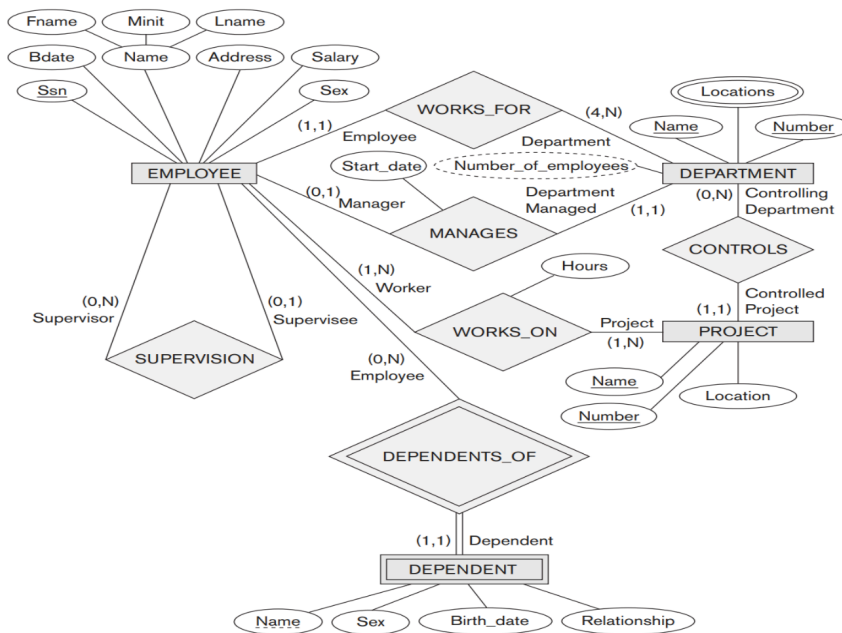 Fname
Minit
Lname
Bdate
Name
Address
Salary
Ssn
Sex
WORKS_FOR
Locations
Name
Number
(1,1)
Employee
(4,N)
Department
Start_date
Number_of_employees
EMPLOYEE
DEPARTMENT
(0,1)
Manager
MANAGES
Department
Managed
(1,1)
(0,N)
Controlling
Department
CONTROLS
(1,N)
Worker
Hours
(0,N)
Supervisor
(0,1)
Supervisee
SUPERVISION
WORKS_ON
Project
(1,N)
(1,1)
Controlled
Project
PROJECT
(0,N)
Employee
Name
Number
Location
DEPENDENTS_OF
(1,1)
Dependent
DEPENDENT
Name
Sex
Birth_date
Relationship